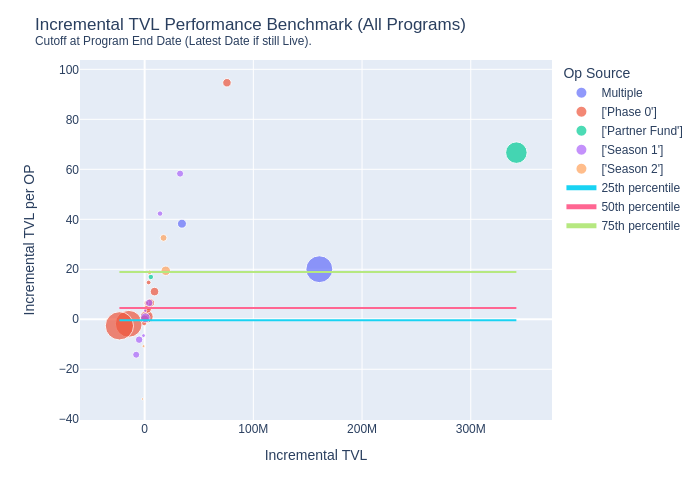 Incremental TVL Performance Benchmark (All Programs)
Cutoff at Program End Date (Latest Date if still Live).
Incremental TVL per OP
100
80
60
40
20
0
−20
−40
0
100M
200M
300M
Incremental TVL
Op Source
Multiple
['Phase 0']
['Partner Fund']
['Season 1']
['Season 2']
25th percentile
50th percentile
75th percentile